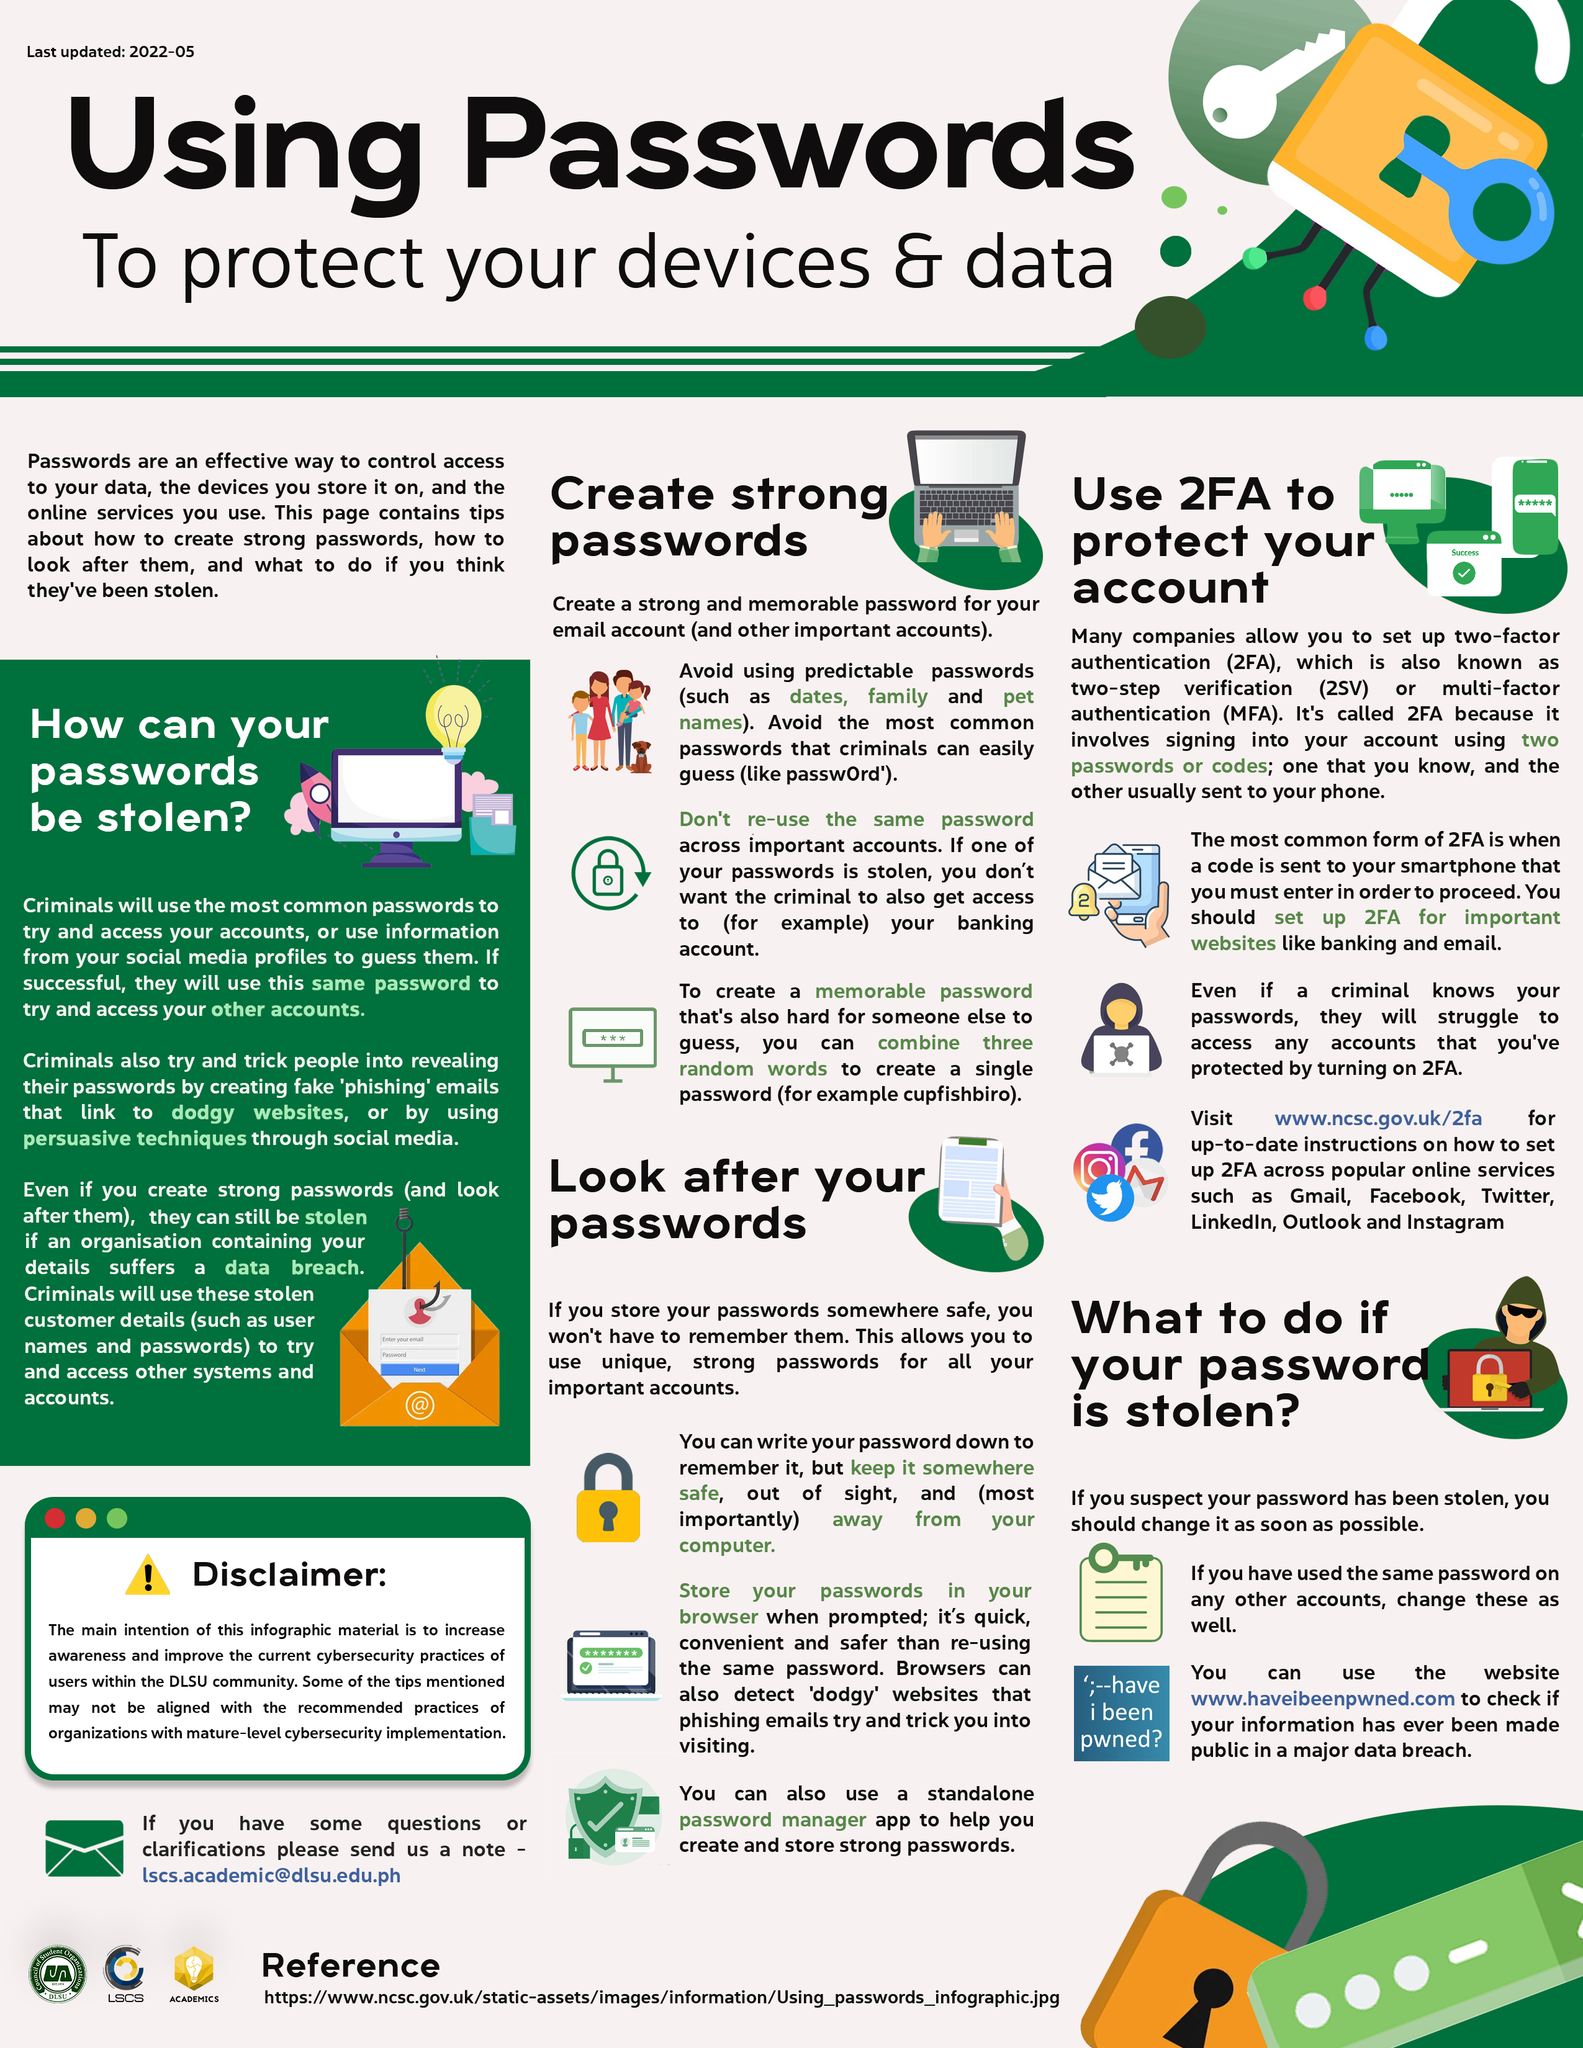 Last updated: 2022-05
Using Passwords
To protect your devices & data
Passwords are an effective way to control access
to your data, the devices you store it on, and the
online services you use. This page contains tips
about how to create strong passwords, how to
look after them, and what to do if you think
they've been stolen.
How can your
passwords
be stolen?
Criminals will use the most common passwords to
try and access your accounts, or use information
from your social media profiles to guess them. If
successful, they will use this same password to
try and access your other accounts.
Criminals also try and trick people into revealing
their passwords by creating fake 'phishing' emails
that link to dodgy websites, or by using
persuasive techniques through social media.
Even if you create strong passwords (and look
after them), they can still be stolen
if an organisation containing your
details suffers a data breach.
Criminals will use these stolen
customer details (such as user
names and passwords) to try
and access other systems and
accounts.
Enter your email
Password
Next
@
Disclaimer:
The main intention of this infographic material is to increase
awareness and improve the current cybersecurity practices of
users within the DLSU community. Some of the tips mentioned
may not be aligned with the recommended practices of
organizations with mature-level cybersecurity implementation.
If you have some questions or
clarifications please send us a note -
lscs.academic@dlsu.edu.ph
Create strong
passwords
Create a strong and memorable password for your
email account (and other important accounts).
Avoid using predictable passwords
(such as dates, family and pet
names). Avoid the most common
passwords that criminals can easily
guess (like passw0rd').
Don't re-use the same password
across important accounts. If one of
your passwords is stolen, you don't
want the criminal to also get access
to (for example) your banking
account.
***
To create a memorable password
that's also hard for someone else to
guess, you can combine three
random words to create a single
password (for example cupfishbiro).
Look after your
passwords
If you store your passwords somewhere safe, you
won't have to remember them. This allows you to
use unique, strong passwords for all your
important accounts.
You can write your password down to
remember it, but keep it somewhere
safe, out of sight, and (most
importantly) away from your
computer.
*******
Store your passwords in your
browser when prompted; it's quick,
convenient and safer than re-using
the same password. Browsers can
also detect 'dodgy' websites that
phishing emails try and trick you into
visiting.
You can also use a standalone
password manager app to help you
create and store strong passwords.
Use 2FA to
protect your
account
*****
Success
Many companies allow you to set up two-factor
authentication (2FA), which is also known as
two-step verification (2SV) or multi-factor
authentication (MFA). It's called 2FA because it
involves signing into your account using two
passwords or codes; one that you know, and the
other usually sent to your phone.
2
The most common form of 2FA is when
a code is sent to your smartphone that
you must enter in order to proceed. You
should set up 2FA for important
websites like banking and email.
Even if a criminal knows your
passwords, they will struggle to
access any accounts that you've
protected by turning on 2FA.
Visit www.ncsc.gov.uk/2fa for
up-to-date instructions on how to set
up 2FA across popular online services
such as Gmail, Facebook, Twitter,
LinkedIn, Outlook and Instagram
What to do if
your password
is stolen?
If you suspect your password has been stolen, you
should change it as soon as possible.
If you have used the same password on
any other accounts, change these as
well.
';--have
i been
pwned?
You can use the website
www.haveibeenpwned.com to check if
your information has ever been made
public in a major data breach.
Council of Student Organizations
DLSU
LSCS
ACADEMICS
Reference
https://www.ncsc.gov.uk/static-assets/images/information/Using_passwords_infographic.jpg